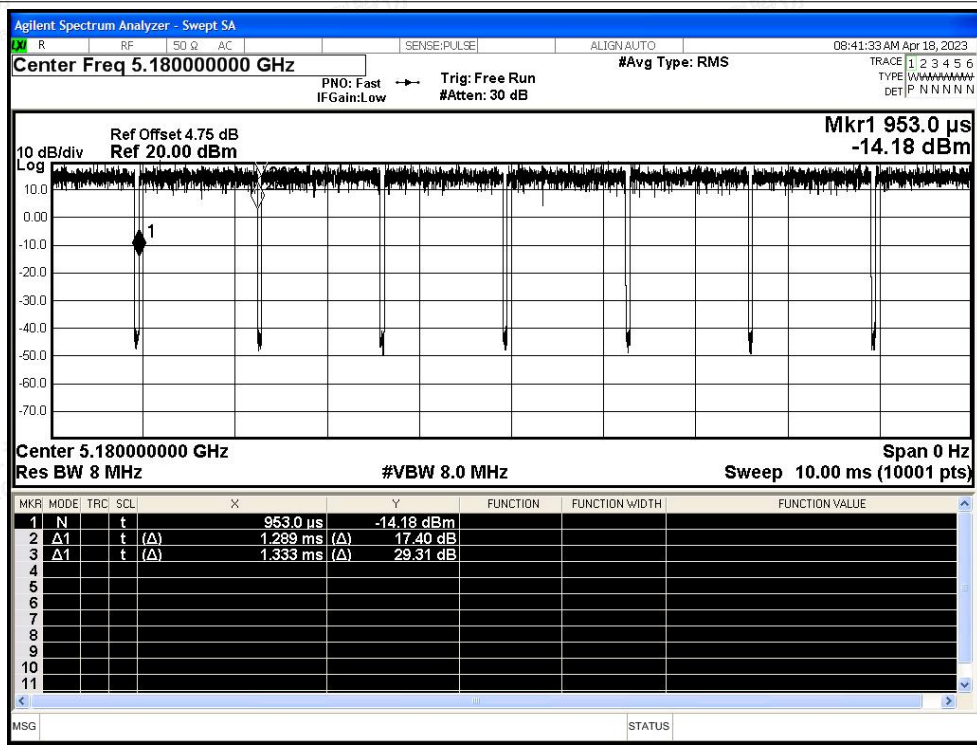 Agilent Spectrum Analyzer - Swept SA
LXI R RF 50 Ω AC SENSE:PULSE ALIGN AUTO 08:41:33 AM Apr 18, 2023
Center Freq 5.180000000 GHz
PNO: Fast
IFGain:Low
Trig: Free Run
#Atten: 30 dB
#Avg Type: RMS
TRACE 1 2 3 4 5 6
TYPE
DET P N N N N N
Mkr1 953.0 µs
-14.18 dBm
Ref Offset 4.75 dB
10 dB/div Ref 20.00 dBm
Log
10.0
0.00
1
-10.0
-20.0
-30.0
-40.0
-50.0
-60.0
-70.0
Center 5.180000000 GHz Span 0 Hz
Res BW 8 MHz #VBW 8.0 MHz Sweep 10.00 ms (10001 pts)
MKR MODE TRC SCL X Y FUNCTION FUNCTION WIDTH FUNCTION VALUE
1 N t 953.0 µs -14.18 dBm
2 Δ1 t (Δ) 1.289 ms (Δ) 17.40 dB
3 Δ1 t (Δ) 1.333 ms (Δ) 29.31 dB
4
5
6
7
8
9
10
11
MSG STATUS